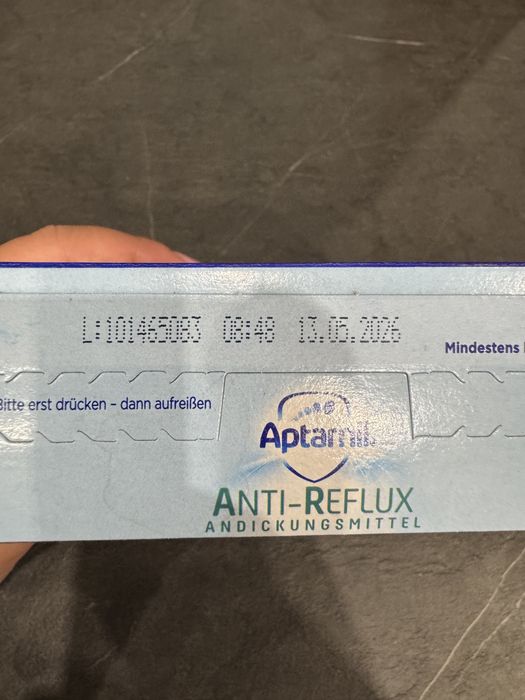 L:101465083 08:48 13.05.2026
Mindestens
Bitte erst drücken – dann aufreißen
Aptamil
ANTI-REFLUX
ANDICKUNGSMITTEL